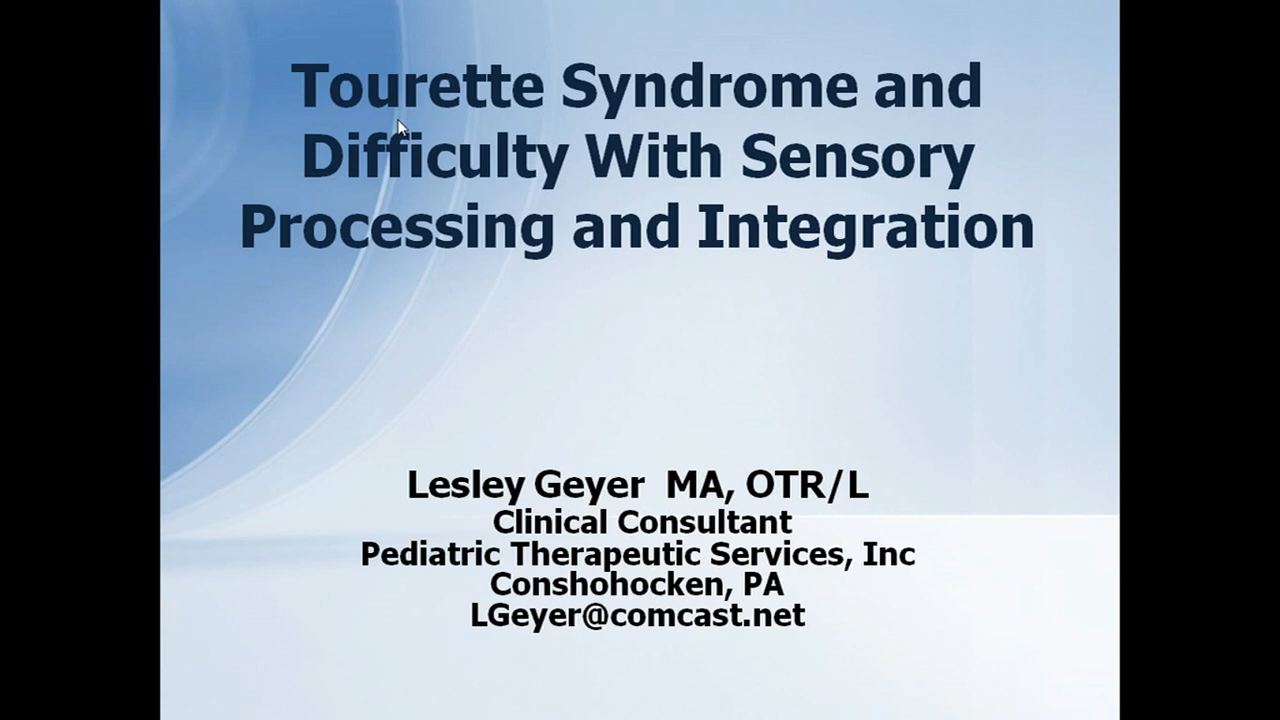 Tourette Syndrome and
Difficulty With Sensory
Processing and Integration
Lesley Geyer  MA, OTR/L
Clinical Consultant
Pediatric Therapeutic Services, Inc
Conshohocken, PA
LGeyer@comcast.net